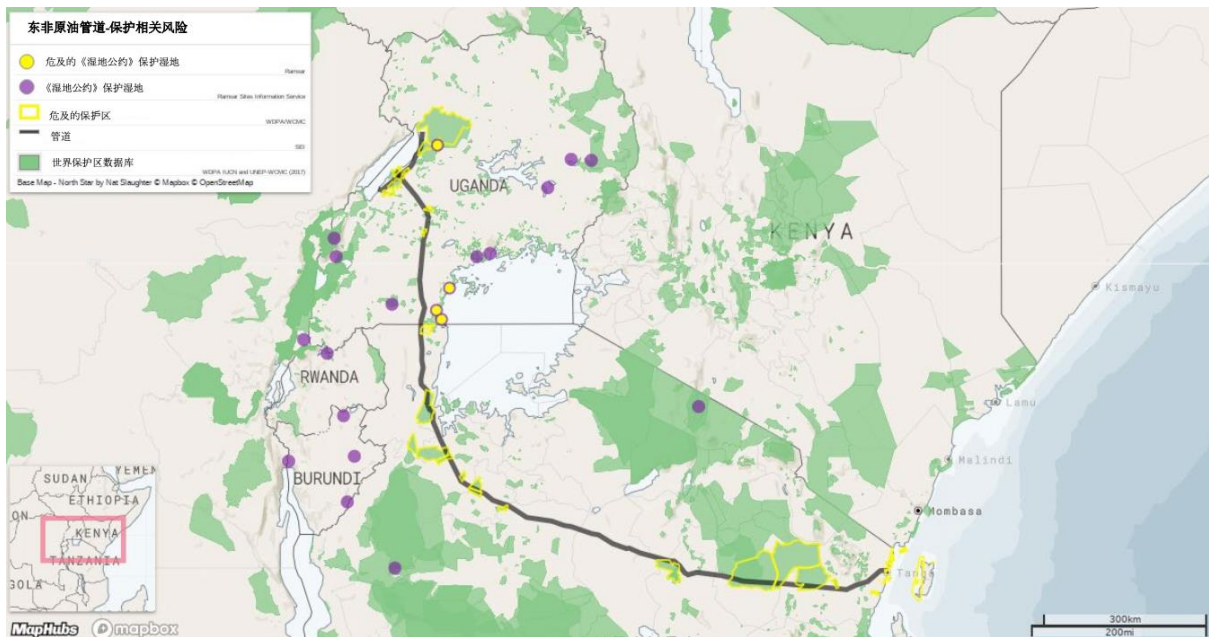 东非原油管道-保护相关风险
危及的《湿地公约》保护湿地
Ramsar
《湿地公约》保护湿地
Ramsar Sites Information Service
危及的保护区
WDPA/WCMC
管道
SEI
世界保护区数据库
WDPA IUCN and UNEP-WCMC (2017)
Base Map - North Star by Nat Slaughter © Mapbox © OpenStreetMap
UGANDA
KENYA
Kismayu
RWANDA
Lamu
Malindi
BURUNDI
Mombasa
Tanga
SUDAN
YEMEN
ETHIOPIA
ON
KENYA
TANZANIA
GOLA
MapHubs
mapbox
300km
200mi